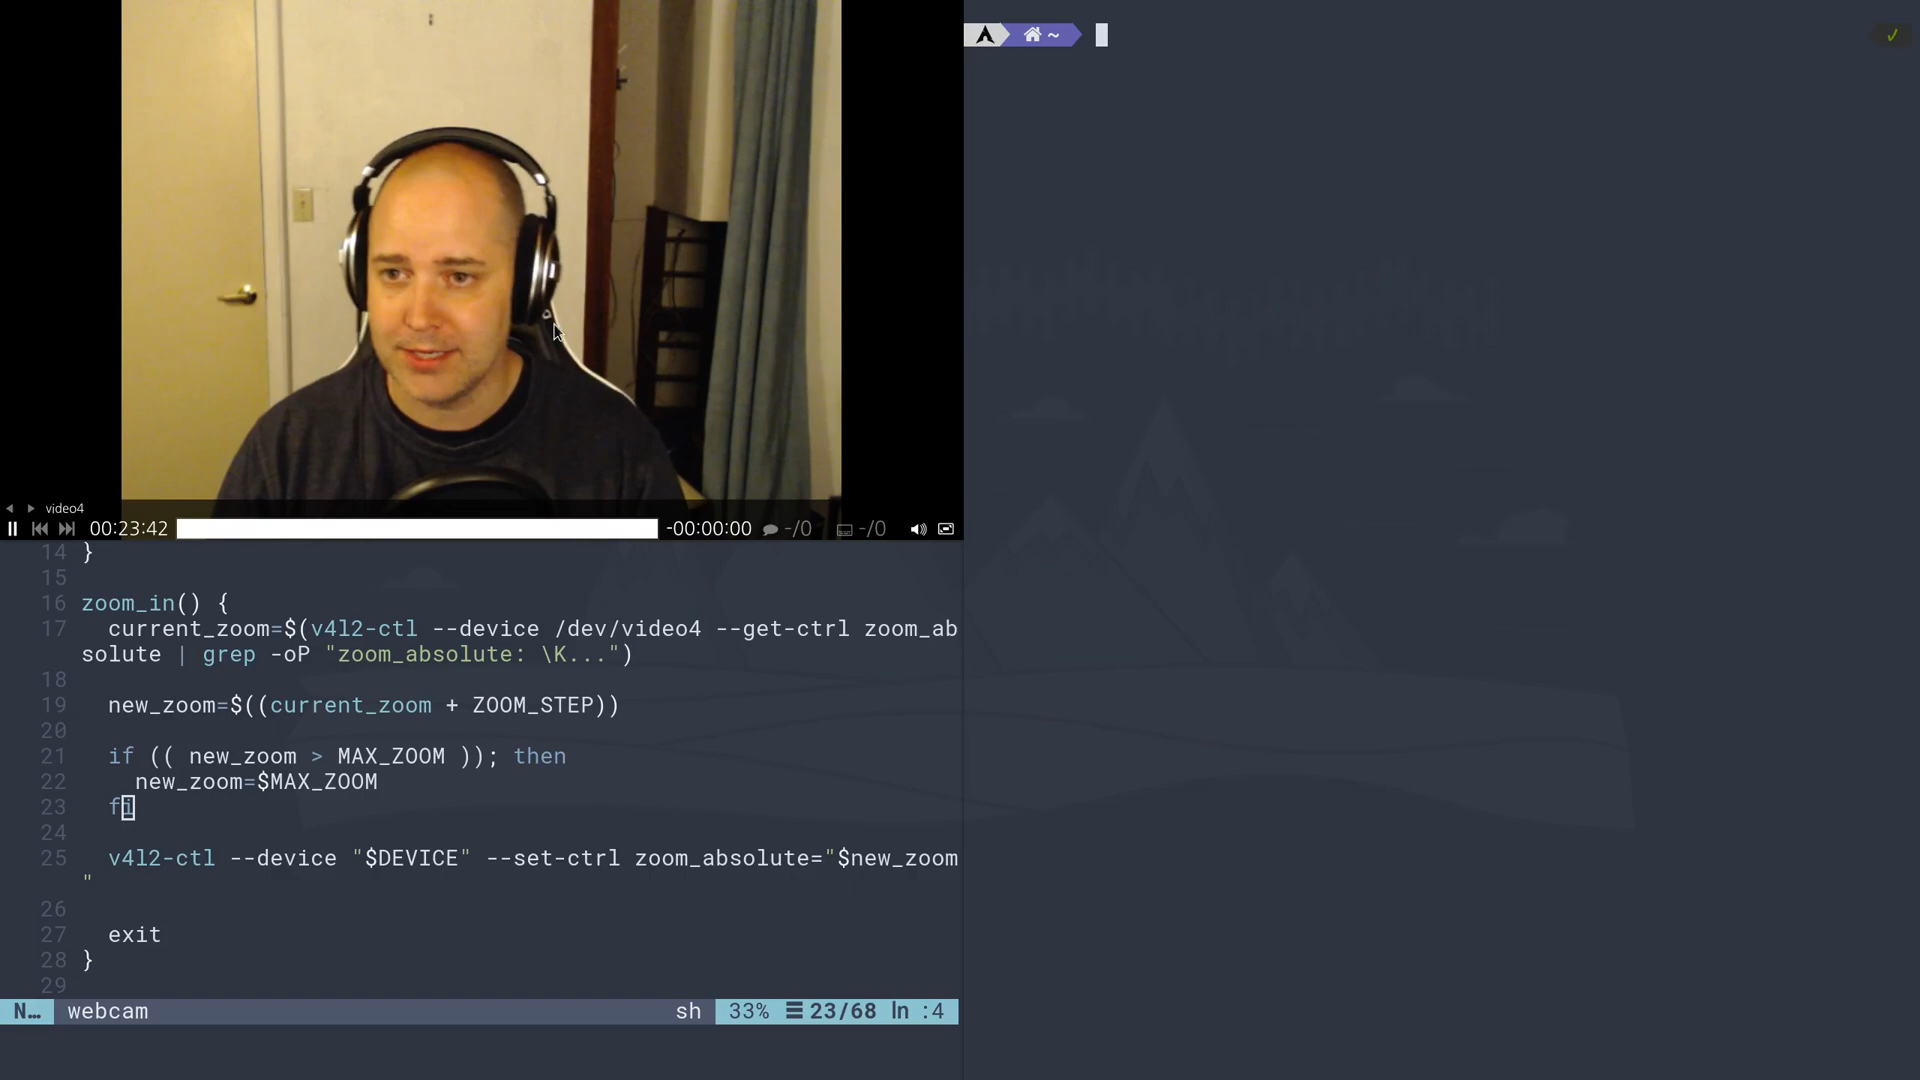 ~
video4
00:23:42 -00:00:00 -/0 -/0
14 }
15
16 zoom_in() {
17 current_zoom=$(v4l2-ctl --device /dev/video4 --get-ctrl zoom_ab
solute | grep -oP "zoom_absolute: \K...")
18
19 new_zoom=$((current_zoom + ZOOM_STEP))
20
21 if (( new_zoom > MAX_ZOOM )); then
22 new_zoom=$MAX_ZOOM
23 fi
24
25 v4l2-ctl --device "$DEVICE" --set-ctrl zoom_absolute="$new_zoom
"
26
27 exit
28 }
29
N… webcam sh 33% ☰ 23/68 ln :4